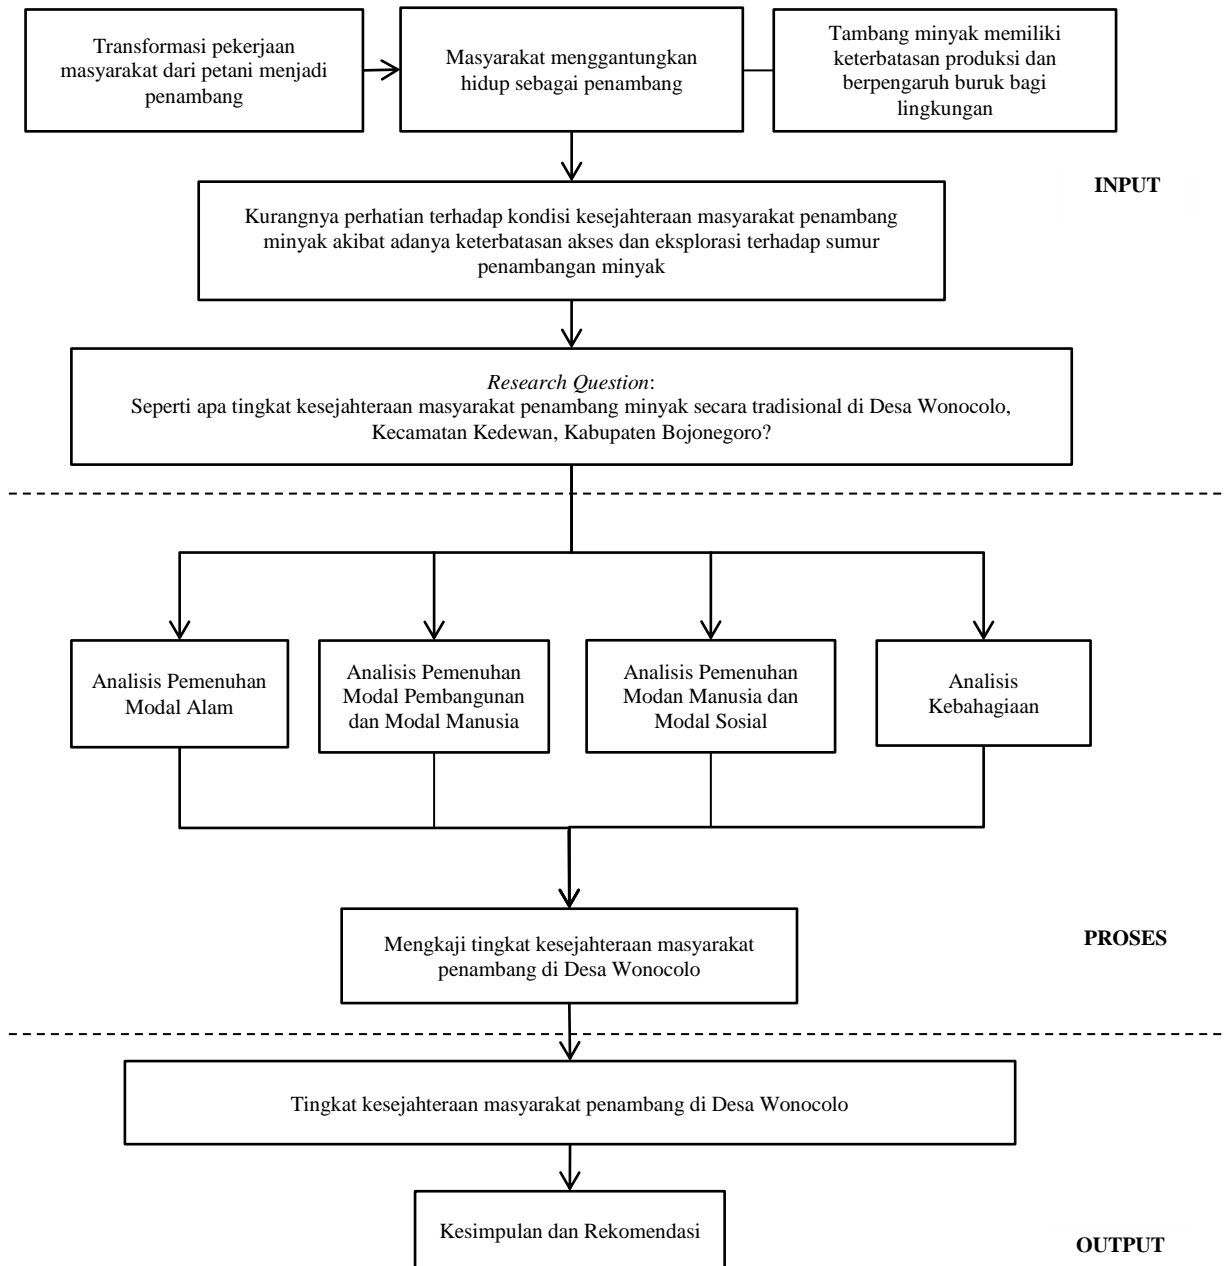 Transformasi pekerjaan
masyarakat dari petani menjadi
penambang
Masyarakat menggantungkan
hidup sebagai penambang
Tambang minyak memiliki
keterbatasan produksi dan
berpengaruh buruk bagi
lingkungan
INPUT
Kurangnya perhatian terhadap kondisi kesejahteraan masyarakat penambang
minyak akibat adanya keterbatasan akses dan eksplorasi terhadap sumur
penambangan minyak
Research Question:
Seperti apa tingkat kesejahteraan masyarakat penambang minyak secara tradisional di Desa Wonocolo,
Kecamatan Kedewan, Kabupaten Bojonegoro?
Analisis Pemenuhan
Modal Alam
Analisis Pemenuhan
Modal Pembangunan
dan Modal Manusia
Analisis Pemenuhan
Modan Manusia dan
Modal Sosial
Analisis
Kebahagiaan
Mengkaji tingkat kesejahteraan masyarakat
penambang di Desa Wonocolo
PROSES
Tingkat kesejahteraan masyarakat penambang di Desa Wonocolo
Kesimpulan dan Rekomendasi
OUTPUT